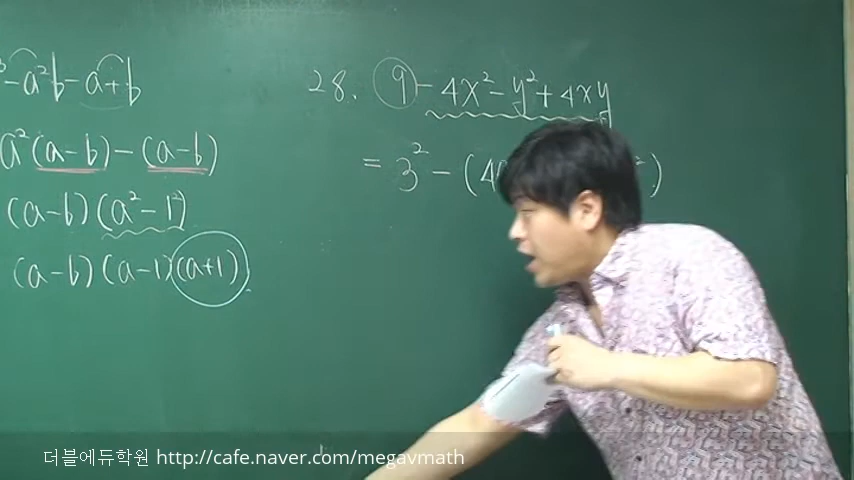 -a²b-a+b
a²(a-b)-(a-b)
(a-b)(a²-1²)
(a-b)(a-1)(a+1)
28. 9-4x²-y²+4xy
= 3²-(4
²)
더블에듀학원 http://cafe.naver.com/megavmath